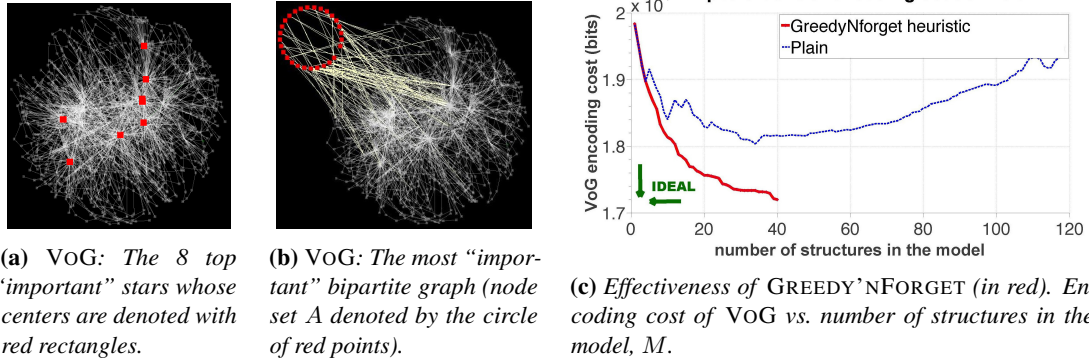 2 x 10
GreedyNforget heuristic
Plain
VoG encoding cost (bits)
2
1.9
1.8
1.7
IDEAL
0 20 40 60 80 100 120
number of structures in the model
(a) VOG: The 8 top
‘important” stars whose
centers are denoted with
red rectangles.
(b) VOG: The most “impor-
tant” bipartite graph (node
set A denoted by the circle
of red points).
(c) Effectiveness of GREEDY’NFORGET (in red). En-
coding cost of VOG vs. number of structures in the
model, M.